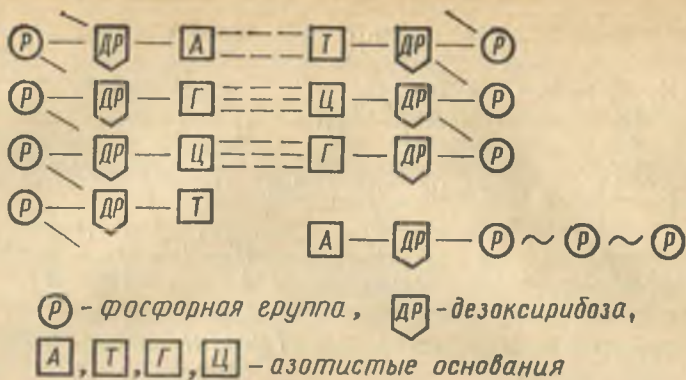 Р ДР А Т ДР Р
Р ДР Г Ц ДР Р
Р ДР Ц Г ДР Р
Р ДР Т
А ДР Р ~ Р ~ Р
Р - фосфорная группа, ДР - дезоксирибоза,
А, Т, Г, Ц - азотистые основания